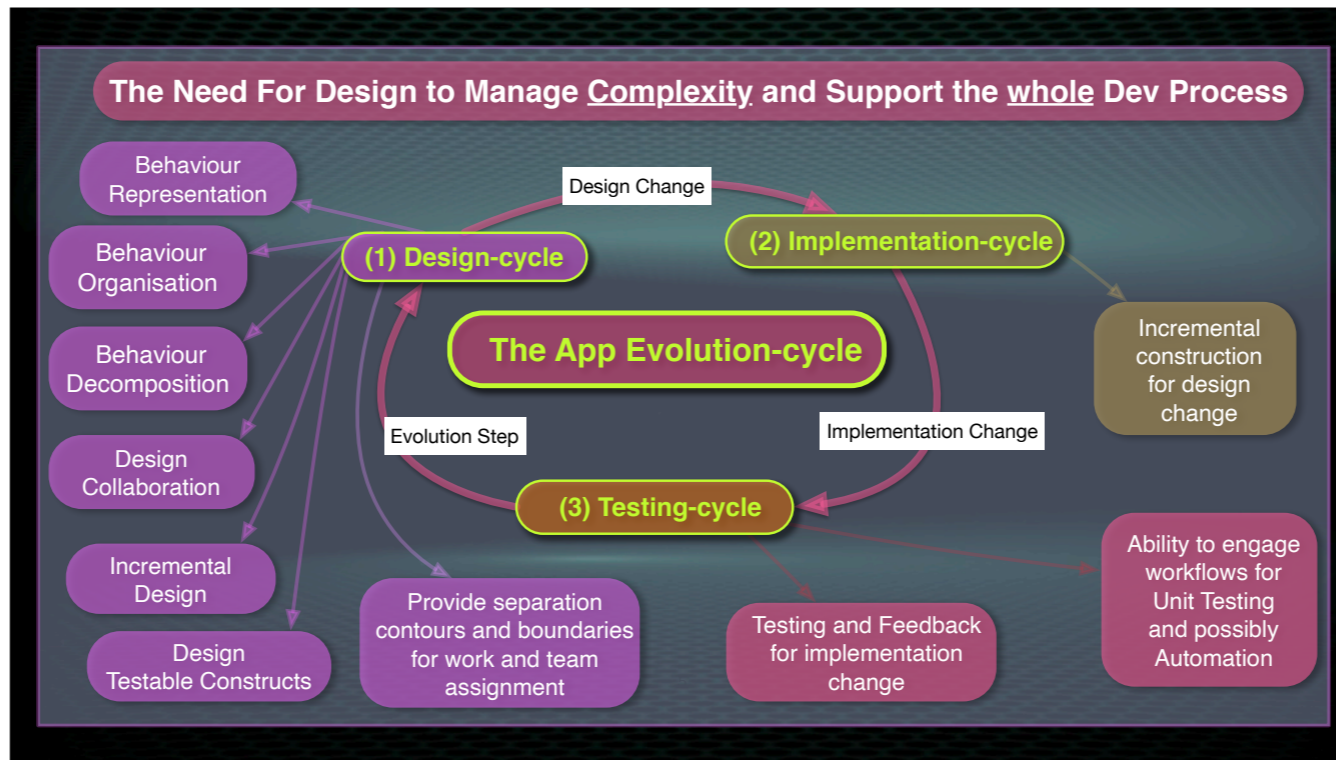 The Need For Design to Manage Complexity and Support the whole Dev Process
Behaviour
Representation
Behaviour
Organisation
Behaviour
Decomposition
Design
Collaboration
Incremental
Design
Design
Testable Constructs
Design Change
(1) Design-cycle
(2) Implementation-cycle
The App Evolution-cycle
Evolution Step
Implementation Change
(3) Testing-cycle
Incremental
construction
for design
change
Provide separation
contours and boundaries
for work and team
assignment
Testing and Feedback
for implementation
change
Ability to engage
workflows for
Unit Testing
and possibly
Automation